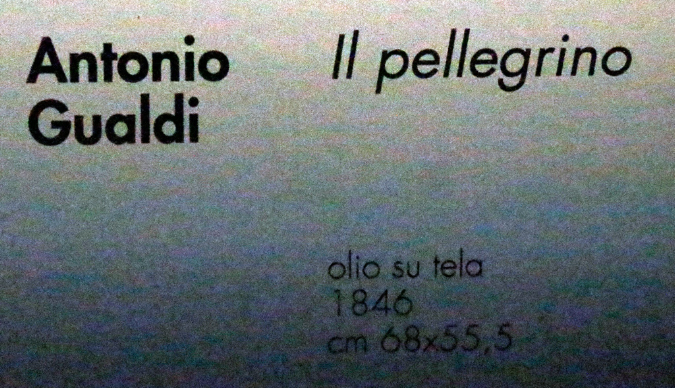 Antonio
Gualdi
Il pellegrino
olio su tela
1846
cm 68x55,5